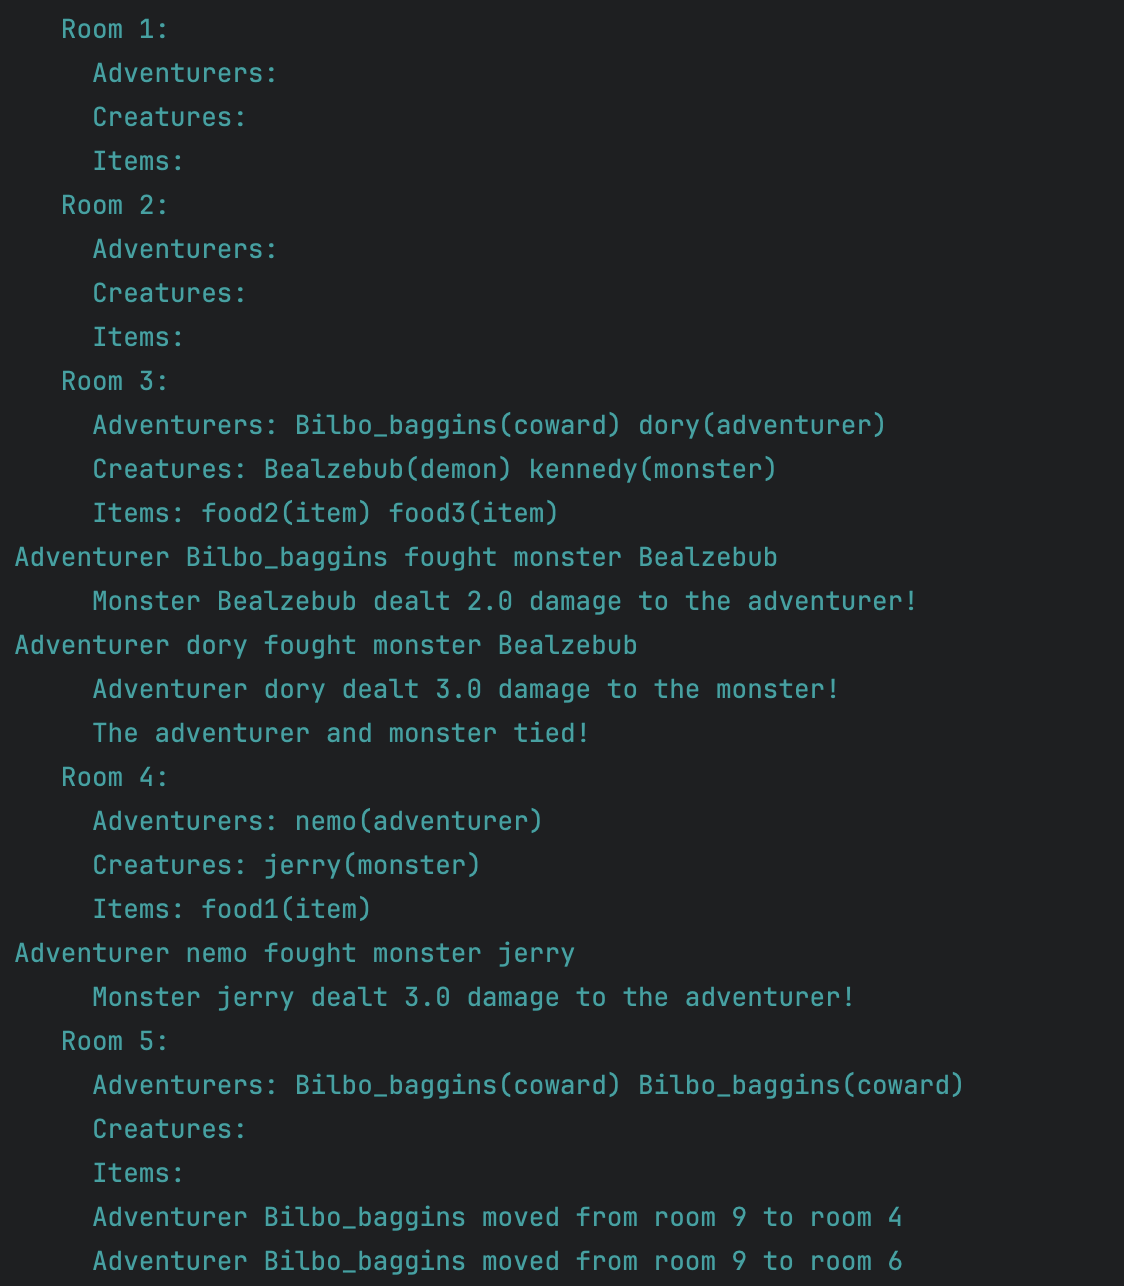 Room 1:
Adventurers:
Creatures:
Items:
Room 2:
Adventurers:
Creatures:
Items:
Room 3:
Adventurers: Bilbo_baggins(coward) dory(adventurer)
Creatures: Bealzebub(demon) kennedy(monster)
Items: food2(item) food3(item)
Adventurer Bilbo_baggins fought monster Bealzebub
Monster Bealzebub dealt 2.0 damage to the adventurer!
Adventurer dory fought monster Bealzebub
Adventurer dory dealt 3.0 damage to the monster!
The adventurer and monster tied!
Room 4:
Adventurers: nemo(adventurer)
Creatures: jerry(monster)
Items: food1(item)
Adventurer nemo fought monster jerry
Monster jerry dealt 3.0 damage to the adventurer!
Room 5:
Adventurers: Bilbo_baggins(coward) Bilbo_baggins(coward)
Creatures:
Items:
Adventurer Bilbo_baggins moved from room 9 to room 4
Adventurer Bilbo_baggins moved from room 9 to room 6